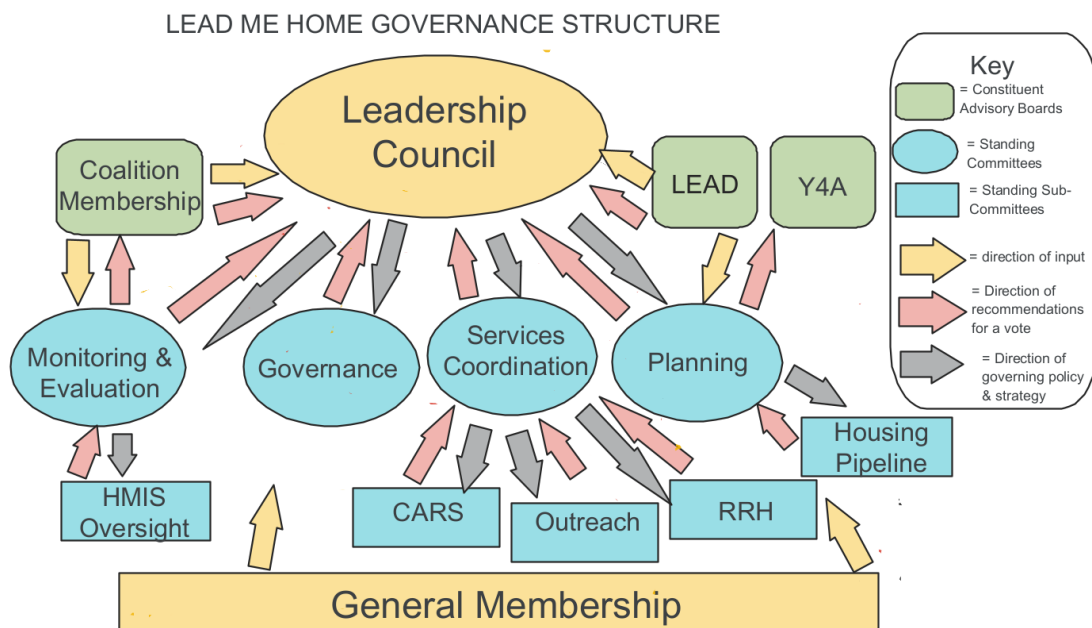 LEAD ME HOME GOVERNANCE STRUCTURE
Leadership
Council
Coalition
Membership
LEAD
Y4A
Key
= Constituent
Advisory Boards
= Standing
Committees
= Standing Sub-
Committees
= direction of input
= Direction of
recommendations
for a vote
= Direction of
governing policy
& strategy
Monitoring &
Evaluation
Governance
Services
Coordination
Planning
Housing
Pipeline
HMIS
Oversight
CARS
Outreach
RRH
General Membership